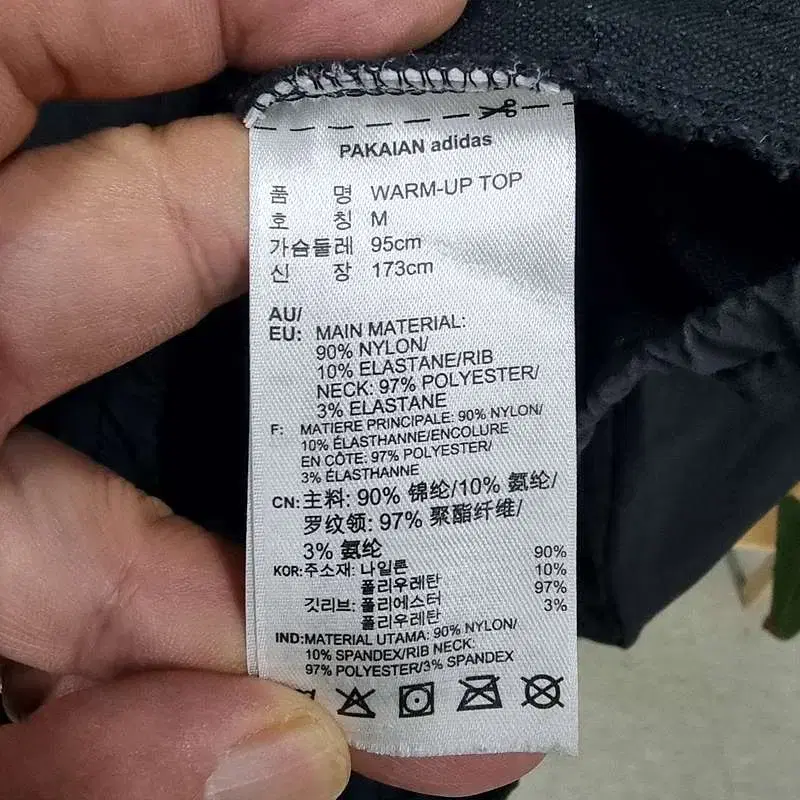 PAKAIAN adidas
품 명 WARM-UP TOP
호 칭 M
가슴둘레 95cm
신 장 173cm
AU/
EU: MAIN MATERIAL:
90% NYLON/
10% ELASTANE/RIB
NECK: 97% POLYESTER/
3% ELASTANE
F: MATIERE PRINCIPALE: 90% NYLON/
10% ÉLASTHANNE/ENCOLURE
EN CÔTE: 97% POLYESTER/
3% ÉLASTHANNE
CN: 主料: 90% 锦纶/10% 氨纶/
罗纹领: 97% 聚酯纤维/
3% 氨纶
KOR: 주소재: 나일론 90%
폴리우레탄 10%
깃리브: 폴리에스터 97%
폴리우레탄 3%
IND: MATERIAL UTAMA: 90% NYLON/
10% SPANDEX/RIB NECK:
97% POLYESTER/3% SPANDEX